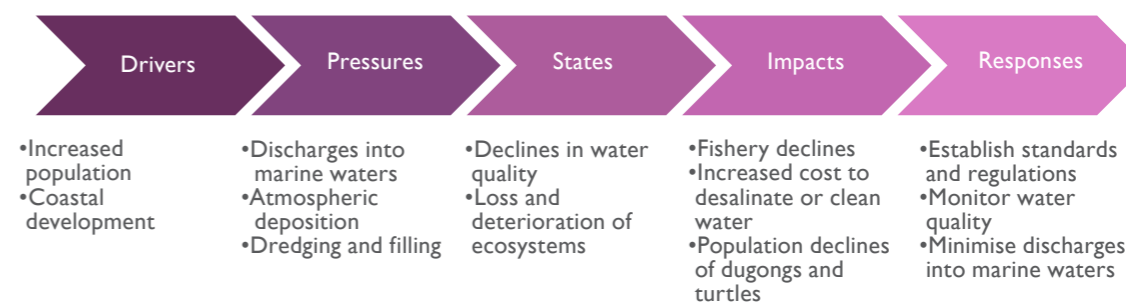 Drivers
Pressures
States
Impacts
Responses
•Increased
population
•Coastal
development
•Discharges into
marine waters
•Atmospheric
deposition
•Dredging and filling
•Declines in water
quality
•Loss and
deterioration of
ecosystems
•Fishery declines
•Increased cost to
desalinate or clean
water
•Population declines
of dugongs and
turtles
•Establish standards
and regulations
•Monitor water
quality
•Minimise discharges
into marine waters